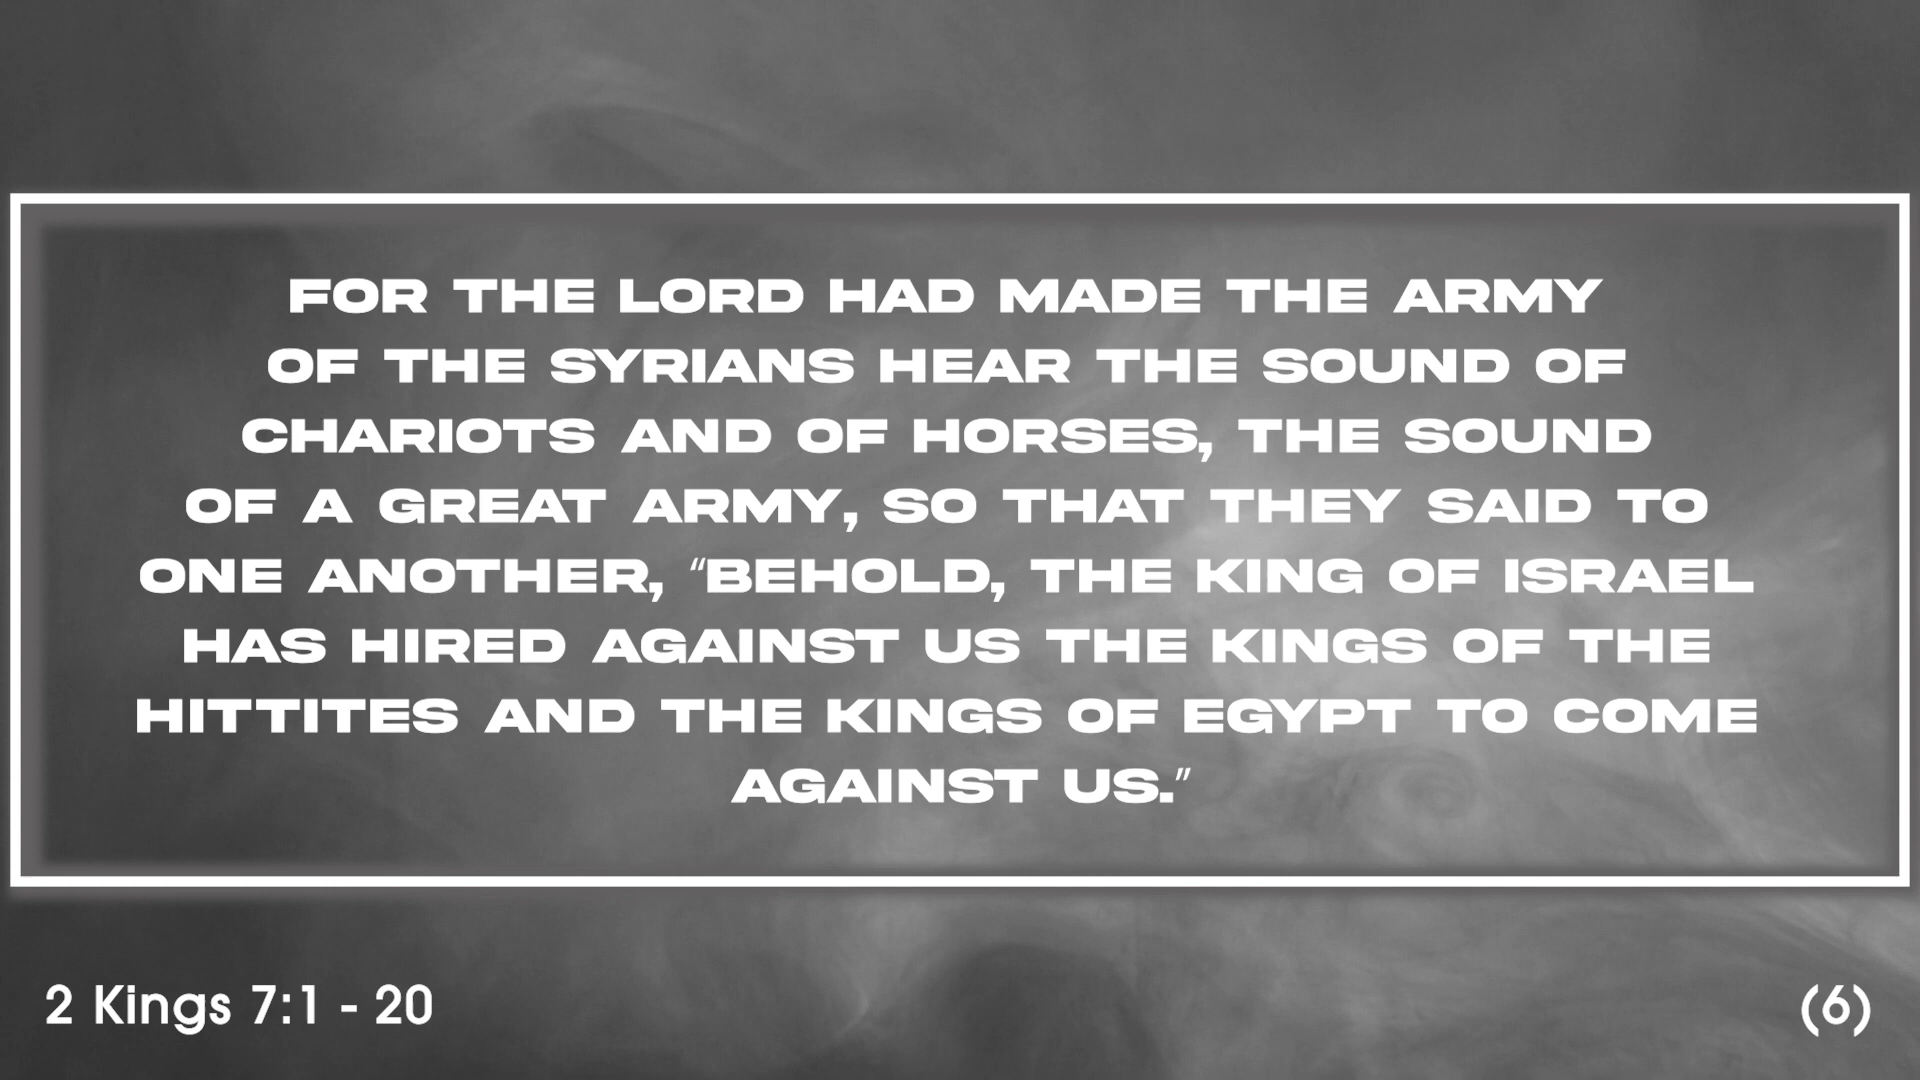 FOR THE LORD HAD MADE THE ARMY
OF THE SYRIANS HEAR THE SOUND OF
CHARIOTS AND OF HORSES, THE SOUND
OF A GREAT ARMY, SO THAT THEY SAID TO
ONE ANOTHER, “BEHOLD, THE KING OF ISRAEL
HAS HIRED AGAINST US THE KINGS OF THE
HITTITES AND THE KINGS OF EGYPT TO COME
AGAINST US.”
2 Kings 7:1 - 20
(6)